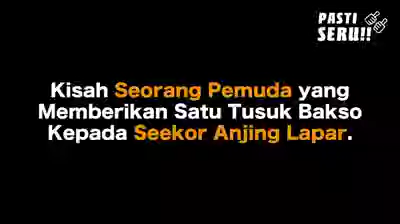 PASTI
SERU!!
Kisah Seorang Pemuda yang
Memberikan Satu Tusuk Bakso
Kepada Seekor Anjing Lapar.